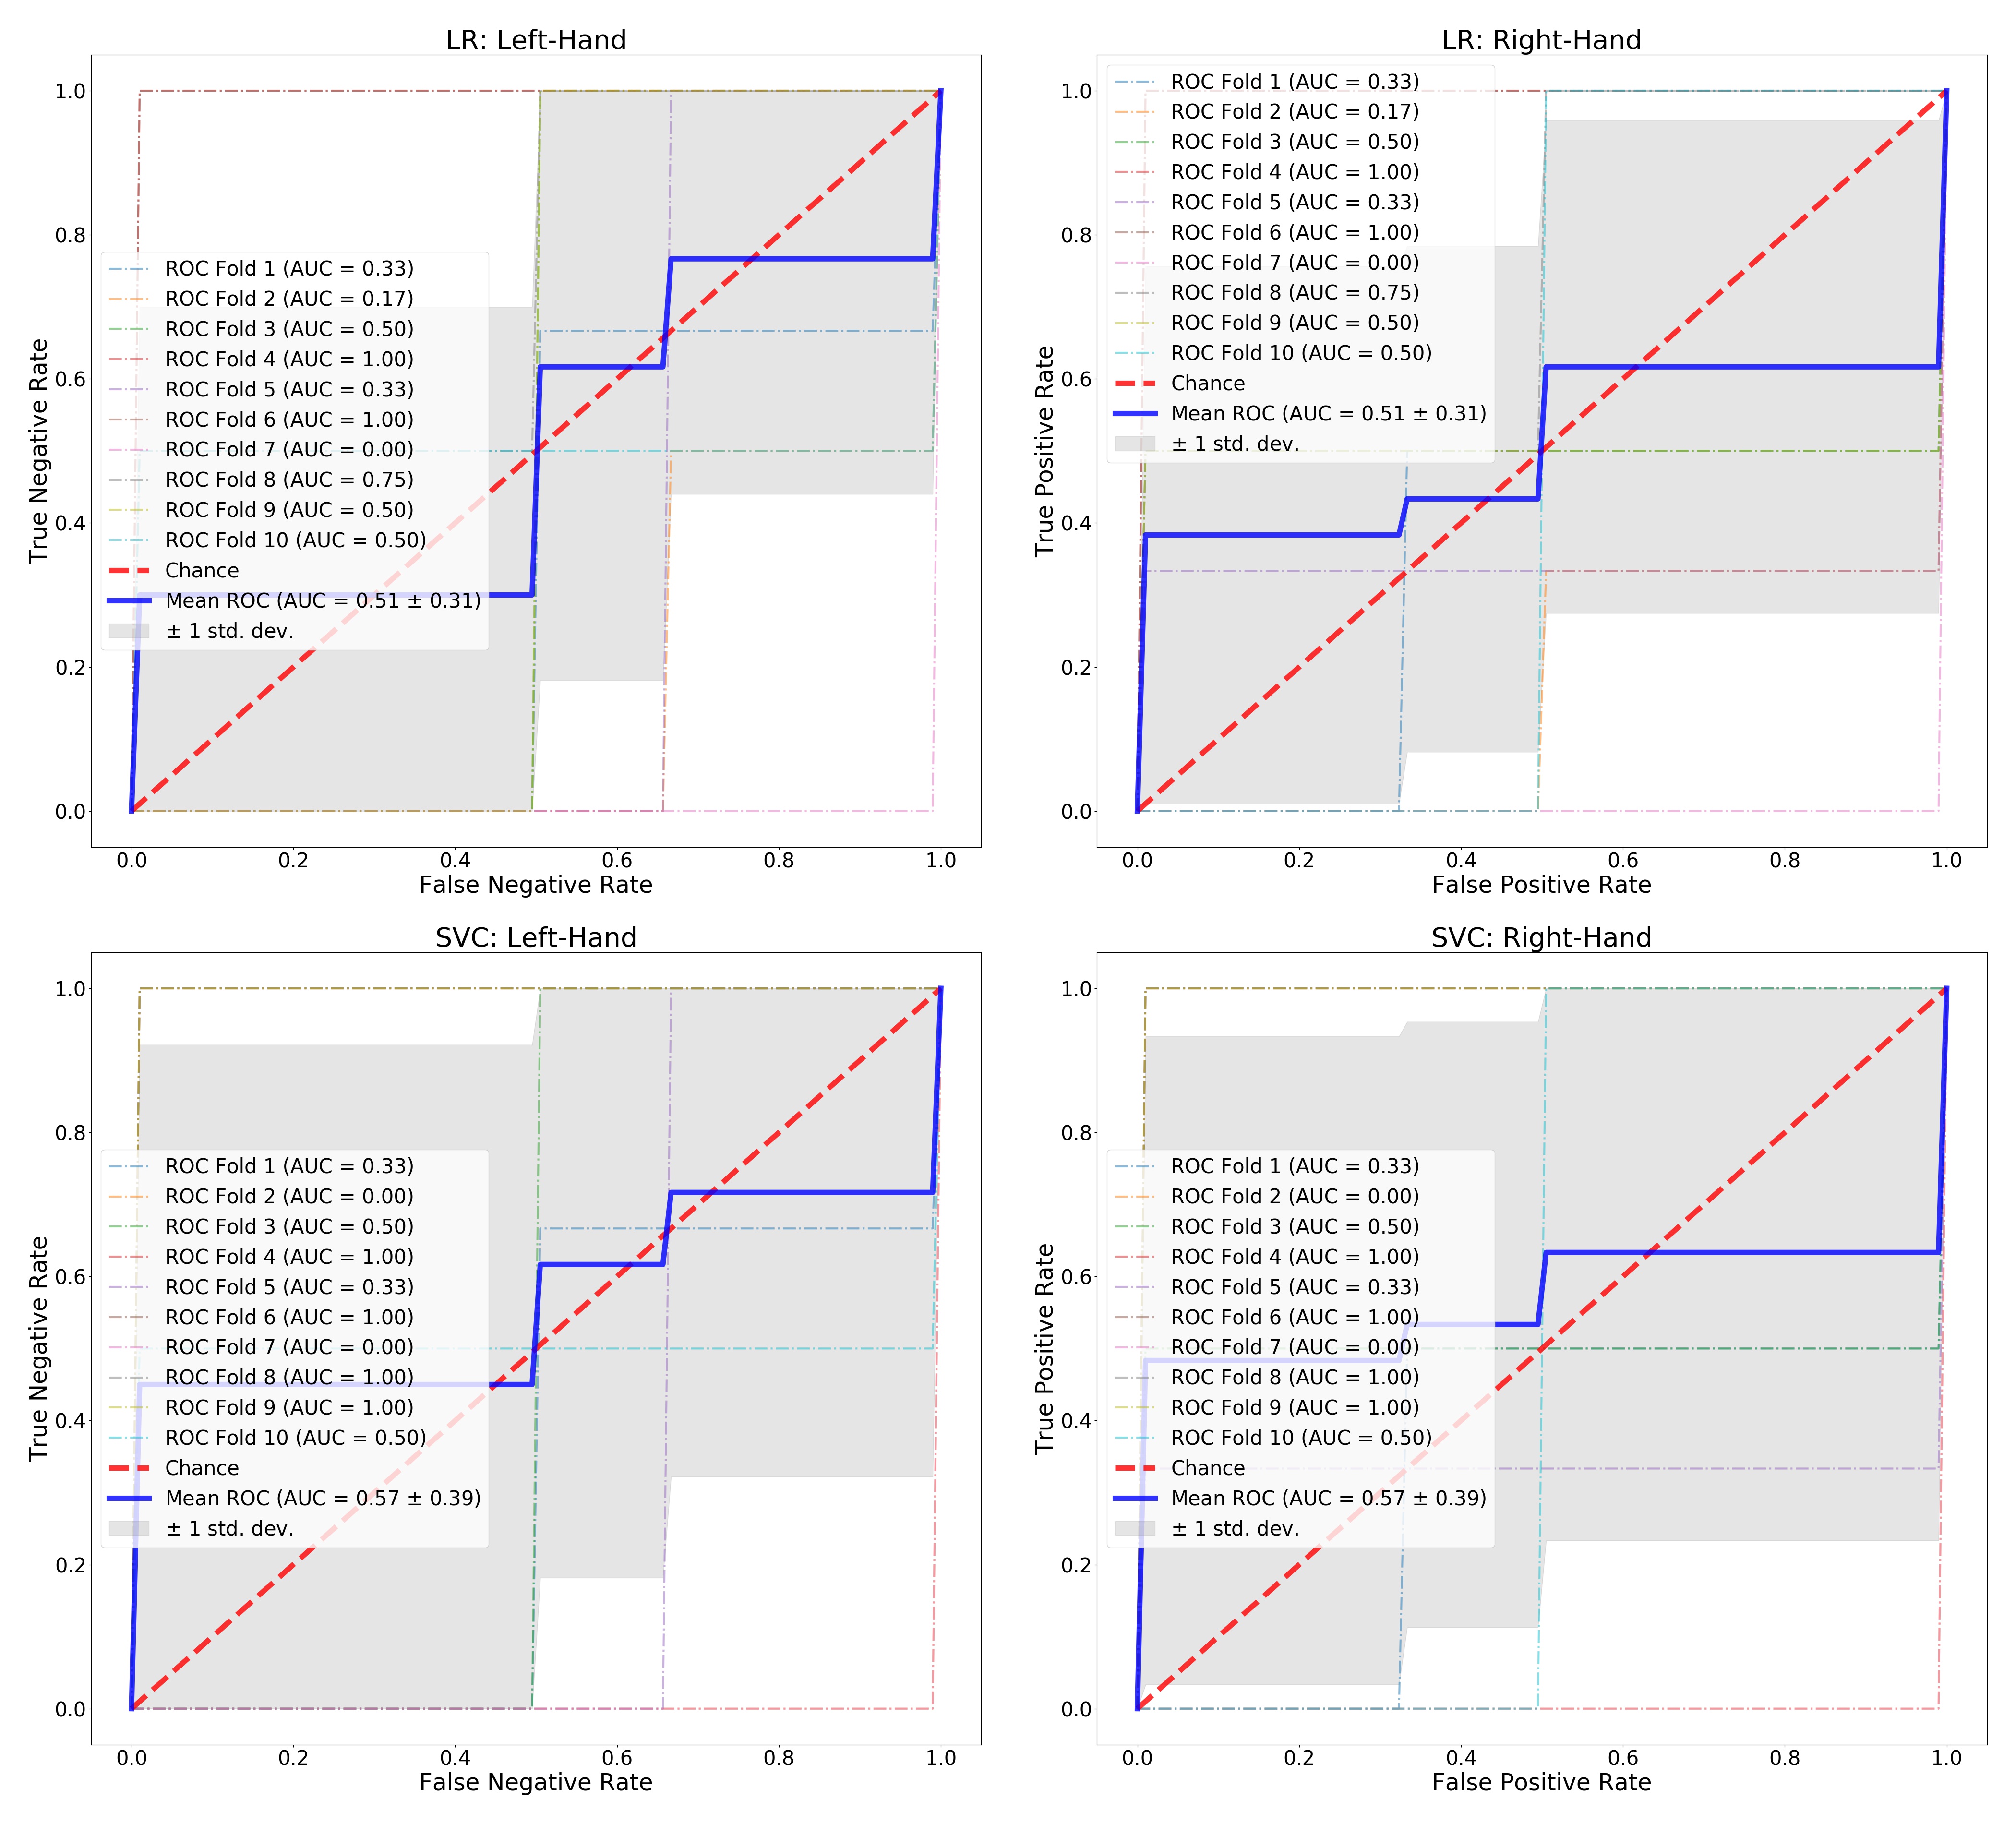 LR: Left-Hand
True Negative Rate
1.0
0.8
0.6
0.4
0.2
0.0
ROC Fold 1 (AUC = 0.33)
ROC Fold 2 (AUC = 0.17)
ROC Fold 3 (AUC = 0.50)
ROC Fold 4 (AUC = 1.00)
ROC Fold 5 (AUC = 0.33)
ROC Fold 6 (AUC = 1.00)
ROC Fold 7 (AUC = 0.00)
ROC Fold 8 (AUC = 0.75)
ROC Fold 9 (AUC = 0.50)
ROC Fold 10 (AUC = 0.50)
Chance
Mean ROC (AUC = 0.51 ± 0.31)
± 1 std. dev.
0.0 0.2 0.4 0.6 0.8 1.0
False Negative Rate
LR: Right-Hand
True Positive Rate
1.0
0.8
0.6
0.4
0.2
0.0
ROC Fold 1 (AUC = 0.33)
ROC Fold 2 (AUC = 0.17)
ROC Fold 3 (AUC = 0.50)
ROC Fold 4 (AUC = 1.00)
ROC Fold 5 (AUC = 0.33)
ROC Fold 6 (AUC = 1.00)
ROC Fold 7 (AUC = 0.00)
ROC Fold 8 (AUC = 0.75)
ROC Fold 9 (AUC = 0.50)
ROC Fold 10 (AUC = 0.50)
Chance
Mean ROC (AUC = 0.51 ± 0.31)
± 1 std. dev.
0.0 0.2 0.4 0.6 0.8 1.0
False Positive Rate
SVC: Left-Hand
True Negative Rate
1.0
0.8
0.6
0.4
0.2
0.0
ROC Fold 1 (AUC = 0.33)
ROC Fold 2 (AUC = 0.00)
ROC Fold 3 (AUC = 0.50)
ROC Fold 4 (AUC = 1.00)
ROC Fold 5 (AUC = 0.33)
ROC Fold 6 (AUC = 1.00)
ROC Fold 7 (AUC = 0.00)
ROC Fold 8 (AUC = 1.00)
ROC Fold 9 (AUC = 1.00)
ROC Fold 10 (AUC = 0.50)
Chance
Mean ROC (AUC = 0.57 ± 0.39)
± 1 std. dev.
0.0 0.2 0.4 0.6 0.8 1.0
False Negative Rate
SVC: Right-Hand
True Positive Rate
1.0
0.8
0.6
0.4
0.2
0.0
ROC Fold 1 (AUC = 0.33)
ROC Fold 2 (AUC = 0.00)
ROC Fold 3 (AUC = 0.50)
ROC Fold 4 (AUC = 1.00)
ROC Fold 5 (AUC = 0.33)
ROC Fold 6 (AUC = 1.00)
ROC Fold 7 (AUC = 0.00)
ROC Fold 8 (AUC = 1.00)
ROC Fold 9 (AUC = 1.00)
ROC Fold 10 (AUC = 0.50)
Chance
Mean ROC (AUC = 0.57 ± 0.39)
± 1 std. dev.
0.0 0.2 0.4 0.6 0.8 1.0
False Positive Rate